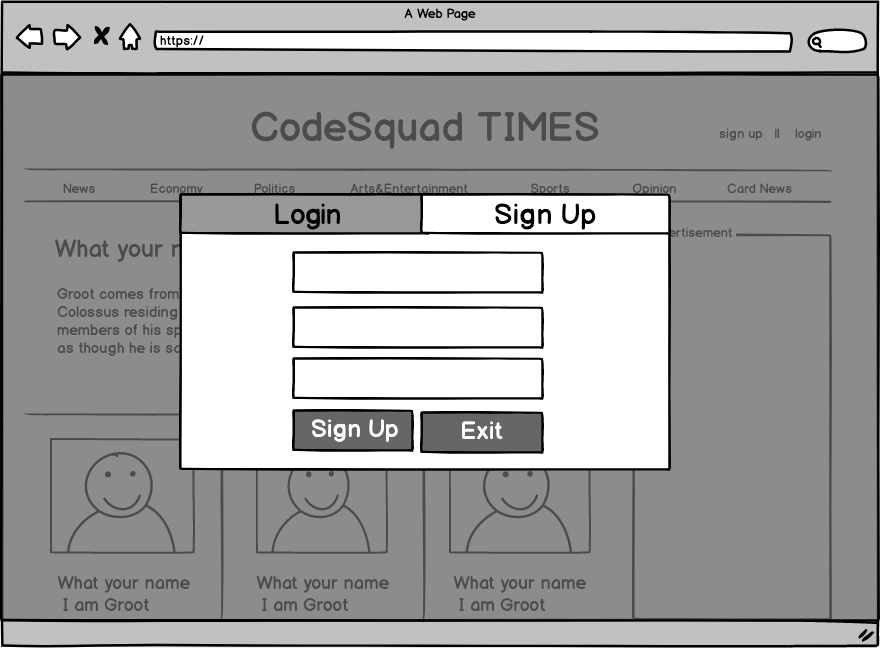 A Web Page
https://
CodeSquad TIMES
sign up || login
News Economy Politics Arts&Entertainment Sports Opinion Card News
Login Sign Up
ertisement
What your n
Groot comes from
Colossus residing
members of his sp
as though he is so
Sign Up Exit
What your name What your name What your name
I am Groot I am Groot I am Groot